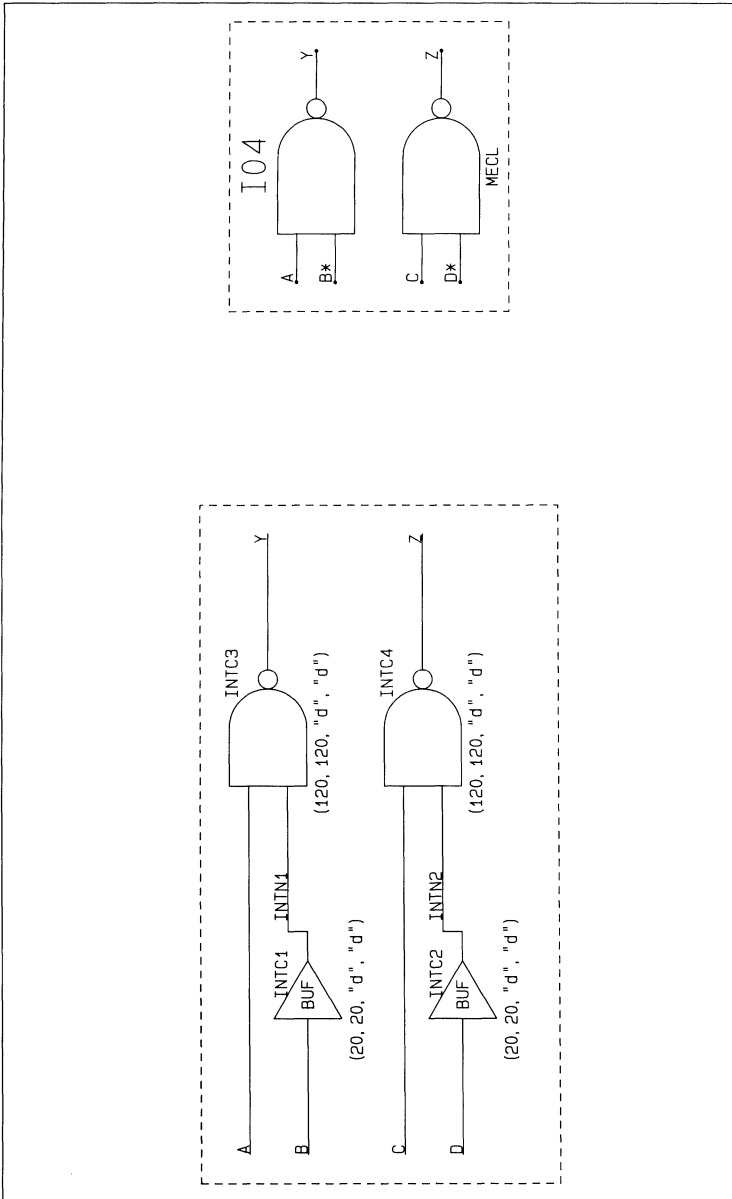 I04
A
B*
Y
C
D*
Z
MECL
A
B
INTC1
BUF
(20, 20, "d", "d")
INTN1
INTC3
(120, 120, "d", "d")
Y
C
D
INTC2
BUF
(20, 20, "d", "d")
INTN2
INTC4
(120, 120, "d", "d")
Z